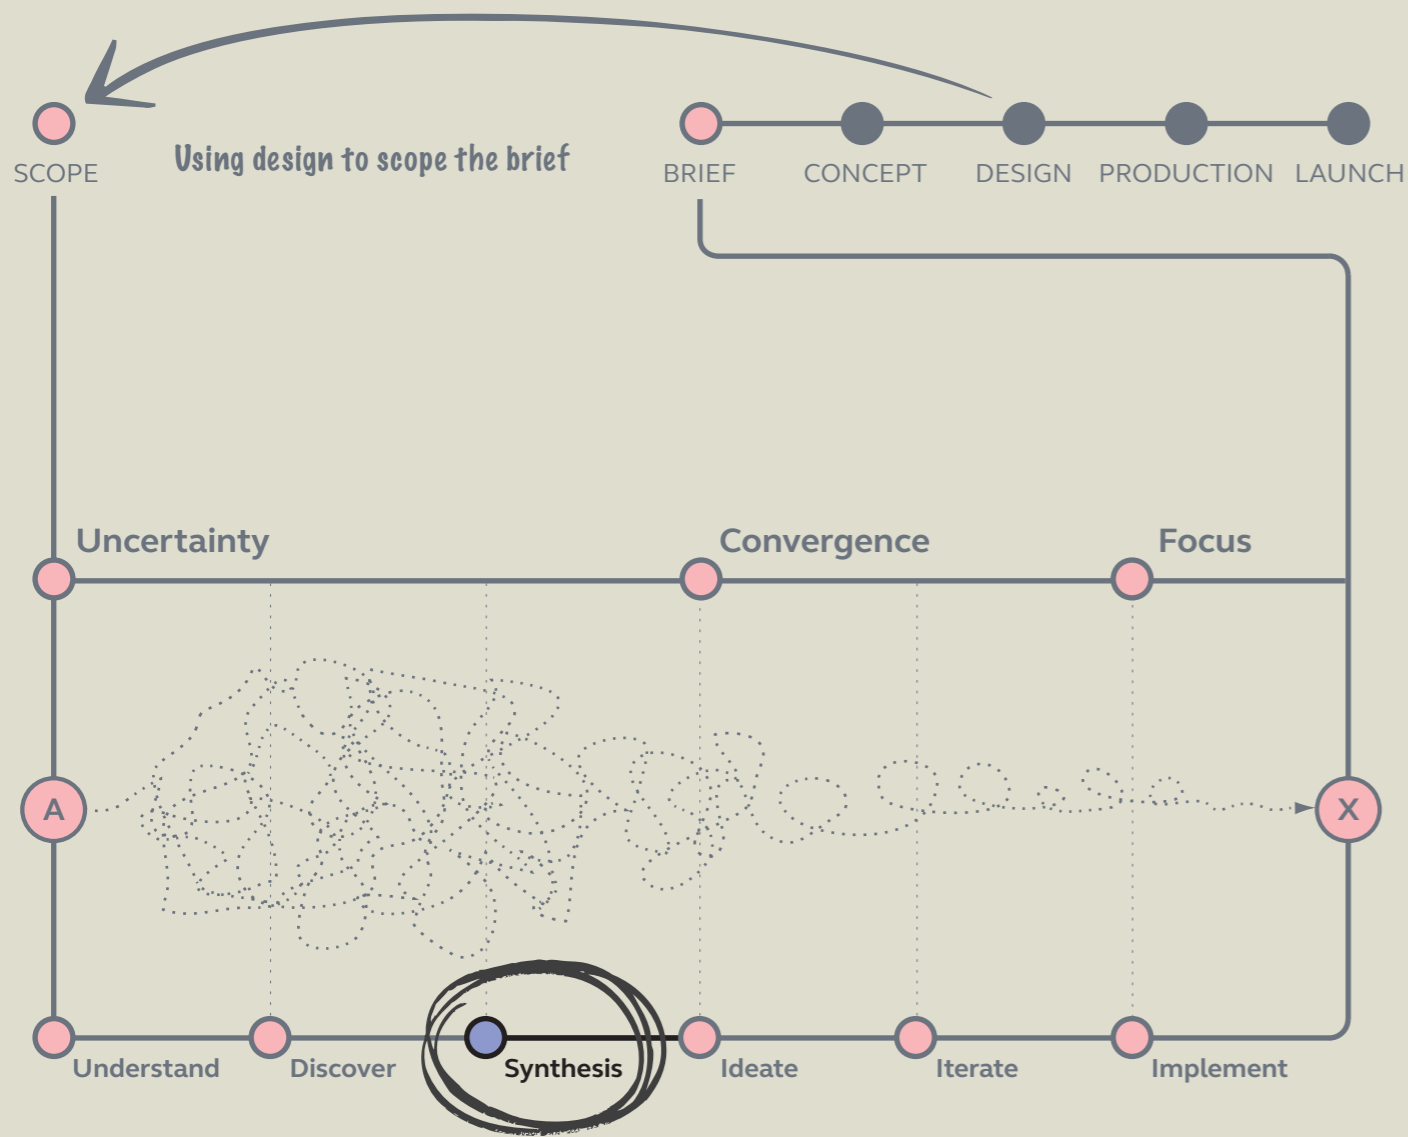 SCOPE
Using design to scope the brief
BRIEF
CONCEPT
DESIGN
PRODUCTION
LAUNCH
Uncertainty
Convergence
Focus
A
X
Understand
Discover
Synthesis
Ideate
Iterate
Implement